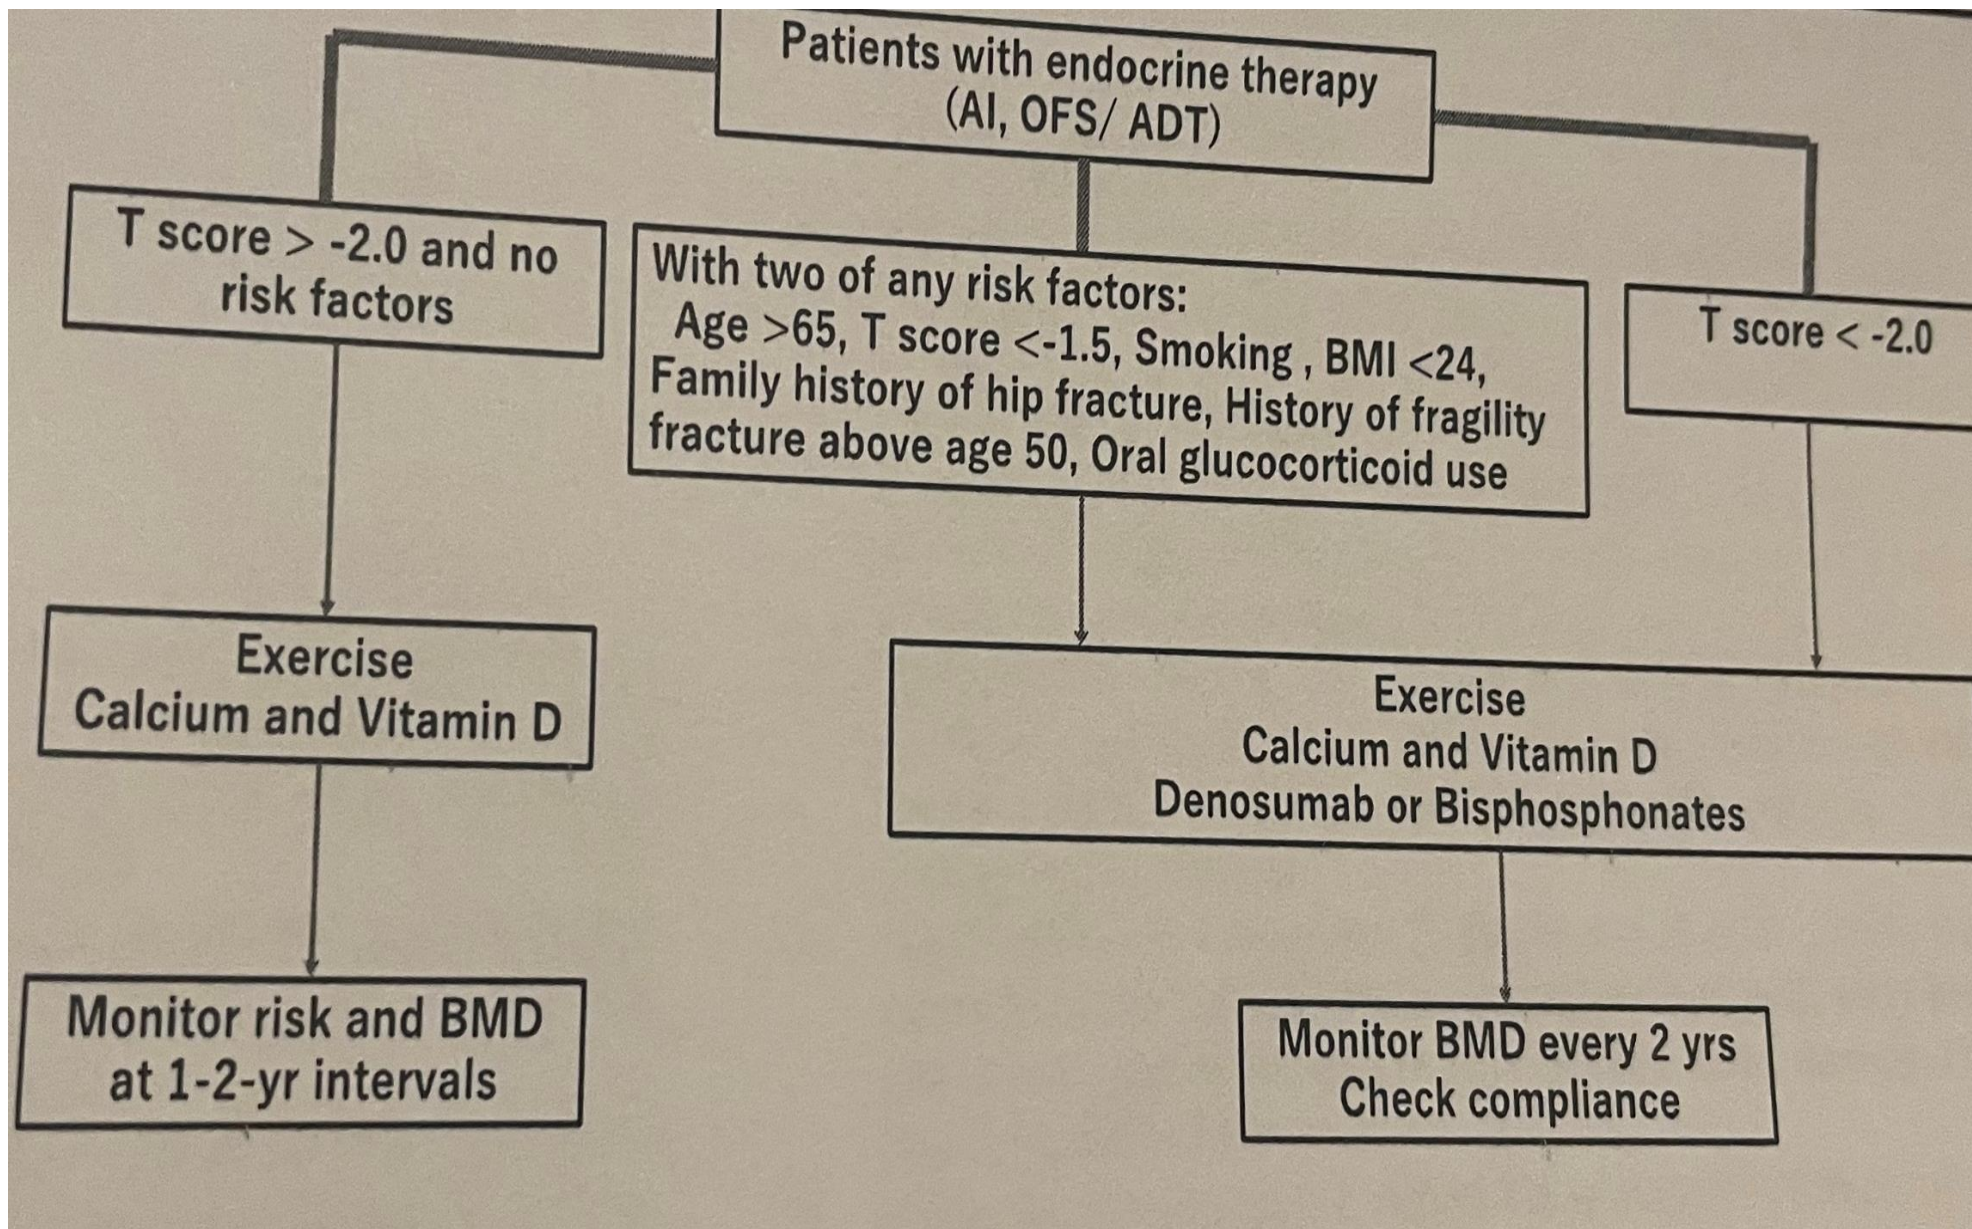 Patients with endocrine therapy
(AI, OFS/ ADT)
T score > -2.0 and no
risk factors
With two of any risk factors:
Age >65, T score <-1.5, Smoking , BMI <24,
Family history of hip fracture, History of fragility
fracture above age 50, Oral glucocorticoid use
T score < -2.0
Exercise
Calcium and Vitamin D
Exercise
Calcium and Vitamin D
Denosumab or Bisphosphonates
Monitor risk and BMD
at 1-2-yr intervals
Monitor BMD every 2 yrs
Check compliance